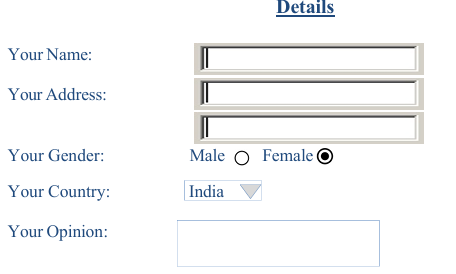 Details
Your Name:
Your Address:
Your Gender: Male Female
Your Country: India
Your Opinion: